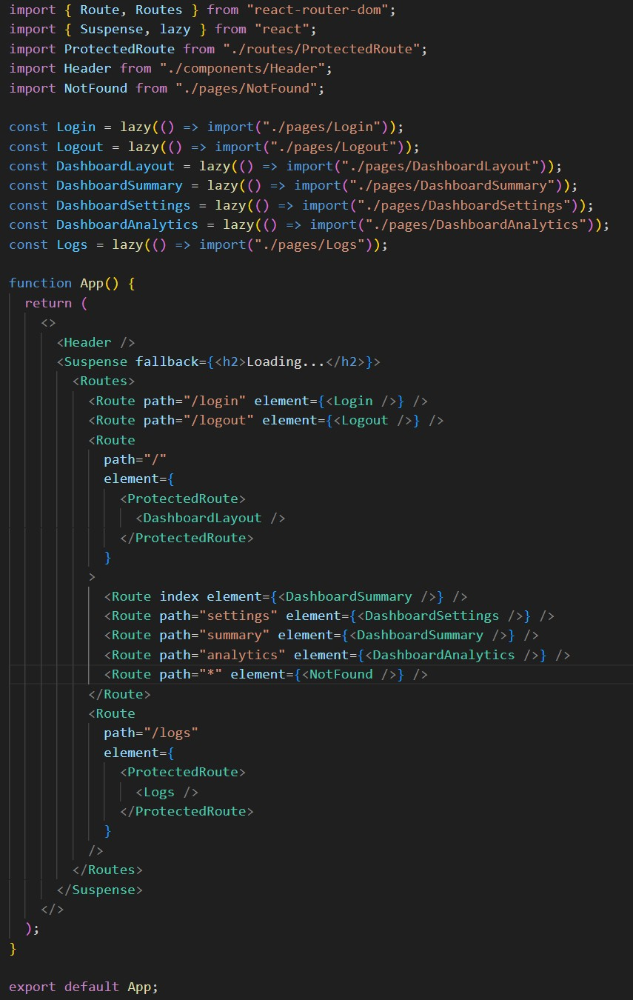 import { Route, Routes } from "react-router-dom";
import { Suspense, lazy } from "react";
import ProtectedRoute from "./routes/ProtectedRoute";
import Header from "./components/Header";
import NotFound from "./pages/NotFound";

const Login = lazy(() => import("./pages/Login"));
const Logout = lazy(() => import("./pages/Logout"));
const DashboardLayout = lazy(() => import("./pages/DashboardLayout"));
const DashboardSummary = lazy(() => import("./pages/DashboardSummary"));
const DashboardSettings = lazy(() => import("./pages/DashboardSettings"));
const DashboardAnalytics = lazy(() => import("./pages/DashboardAnalytics"));
const Logs = lazy(() => import("./pages/Logs"));

function App() {
  return (
    <>
      <Header />
      <Suspense fallback={<h2>Loading...</h2>}>
        <Routes>
          <Route path="/login" element={<Login />} />
          <Route path="/logout" element={<Logout />} />
          <Route
            path="/"
            element={
              <ProtectedRoute>
                <DashboardLayout />
              </ProtectedRoute>
            }
          >
            <Route index element={<DashboardSummary />} />
            <Route path="settings" element={<DashboardSettings />} />
            <Route path="summary" element={<DashboardSummary />} />
            <Route path="analytics" element={<DashboardAnalytics />} />
            <Route path="*" element={<NotFound />} />
          </Route>
          <Route
            path="/logs"
            element={
              <ProtectedRoute>
                <Logs />
              </ProtectedRoute>
            }
          />
        </Routes>
      </Suspense>
    </>
  );
}

export default App;